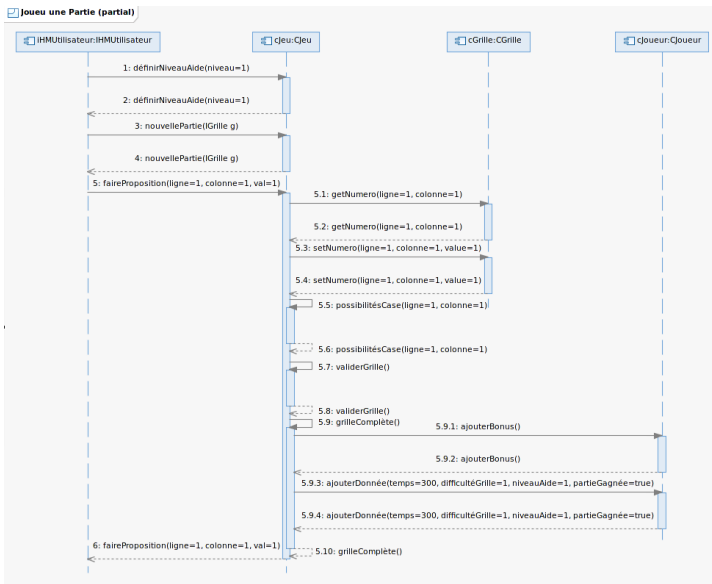 Joueu une Partie (partial)
iHMUtilisateur:IHMUtilisateur
cJeu:CJeu
cGrille:CGrille
cJoueur:CJoueur
1: définirNiveauAide(niveau=1)
2: définirNiveauAide(niveau=1)
3: nouvellePartie(IGrille g)
4: nouvellePartie(IGrille g)
5: faireProposition(ligne=1, colonne=1, val=1)
5.1: getNumero(ligne=1, colonne=1)
5.2: getNumero(ligne=1, colonne=1)
5.3: setNumero(ligne=1, colonne=1, value=1)
5.4: setNumero(ligne=1, colonne=1, value=1)
5.5: possibilitésCase(ligne=1, colonne=1)
5.6: possibilitésCase(ligne=1, colonne=1)
5.7: validerGrille()
5.8: validerGrille()
5.9: grilleComplète()
5.9.1: ajouterBonus()
5.9.2: ajouterBonus()
5.9.3: ajouterDonnée(temps=300, difficultéGrille=1, niveauAide=1, partieGagnée=true)
5.9.4: ajouterDonnée(temps=300, difficultéGrille=1, niveauAide=1, partieGagnée=true)
6: faireProposition(ligne=1, colonne=1, val=1)
5.10: grilleComplète()